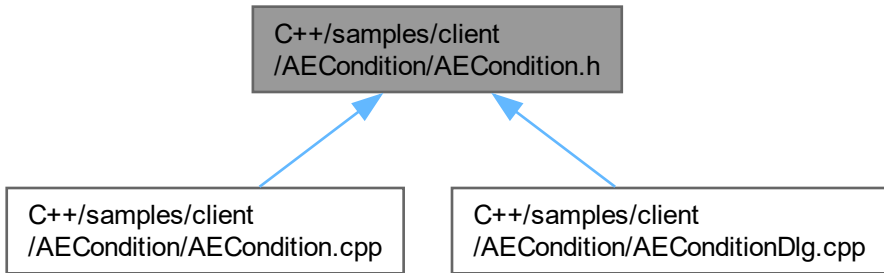 C++/samples/client
/AECondition/AECondition.h
C++/samples/client
/AECondition/AECondition.cpp
C++/samples/client
/AECondition/AEConditionDlg.cpp